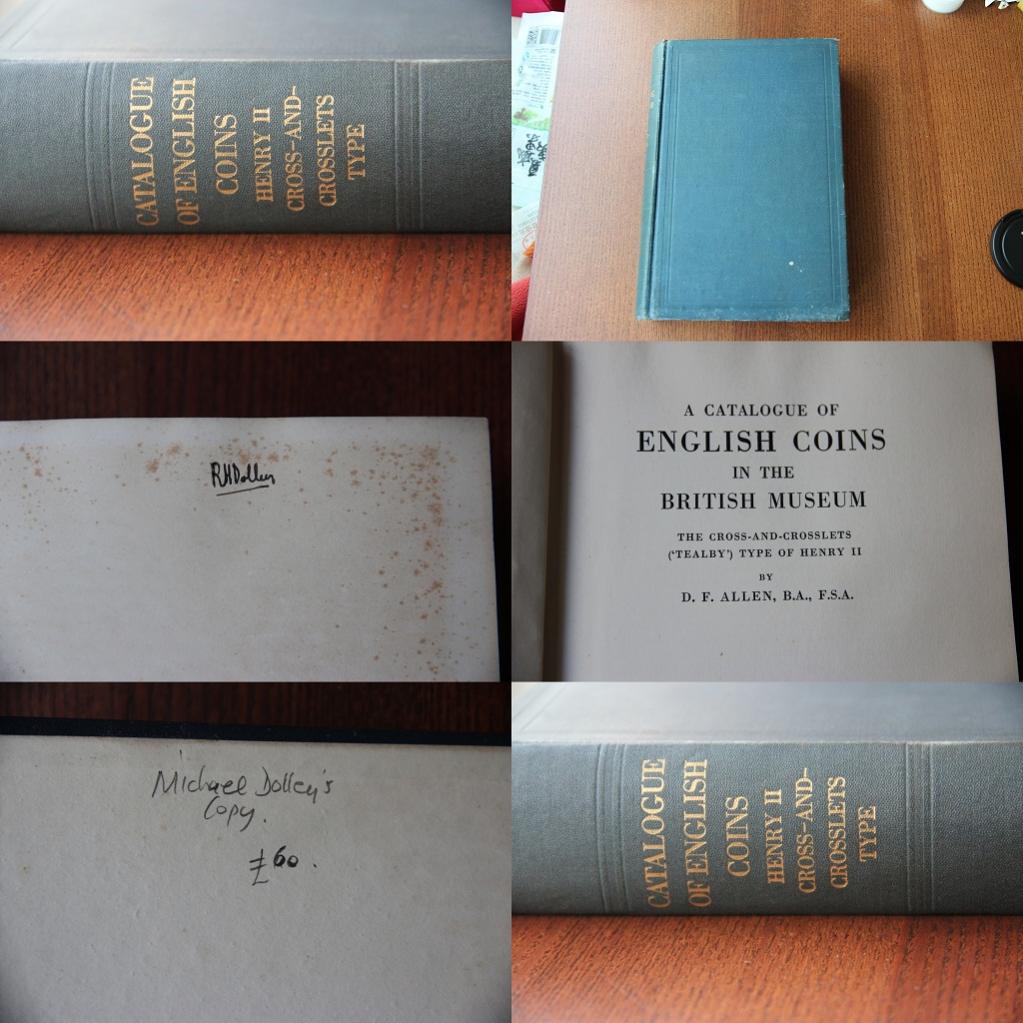 CATALOGUE
OF ENGLISH
COINS
HENRY II
CROSS-AND-
CROSSLETS
TYPE
RHDolley
A CATALOGUE OF
ENGLISH COINS
IN THE
BRITISH MUSEUM
THE CROSS-AND-CROSSLETS
('TEALBY') TYPE OF HENRY II
BY
D. F. ALLEN, B.A., F.S.A.
Michael Dolley's
Copy.
£60.
CATALOGUE
OF ENGLISH
COINS
HENRY II
CROSS-AND-
CROSSLETS
TYPE